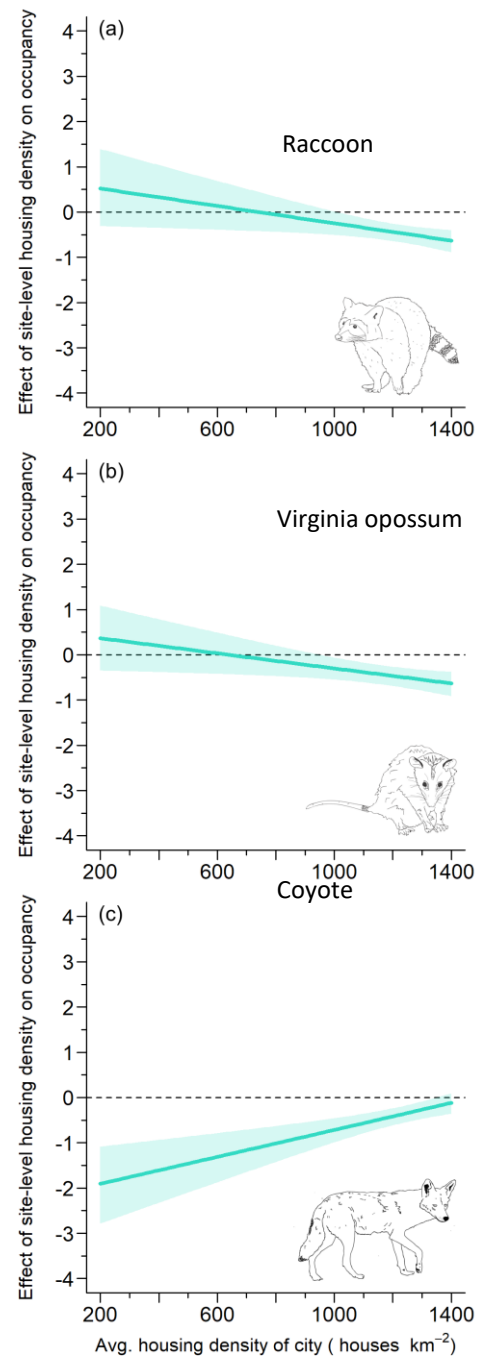 (a)
Raccoon
Effect of site-level housing density on occupancy
4
3
2
1
0
-1
-2
-3
-4
200 600 1000 1400
(b)
Virginia opossum
Effect of site-level housing density on occupancy
4
3
2
1
0
-1
-2
-3
-4
200 600 1000 1400
Coyote
(c)
Effect of site-level housing density on occupancy
4
3
2
1
0
-1
-2
-3
-4
200 600 1000 1400
Avg. housing density of city ( houses km⁻²)